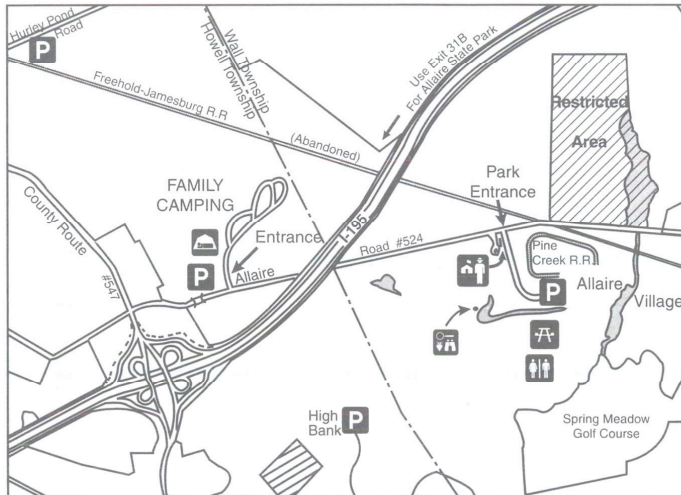 Hurley Pond
Road
P
Wall Township
Howell Township
Use Exit 31B
For Allaire State Park
Freehold-Jamesburg R.R
(Abandoned)
Restricted
Area
County Route
#547
FAMILY
CAMPING
Park
Entrance
I-195
Entrance
Road #524
Pine
Creek R.R.
P
Allaire
P
Allaire
Village
High
Bank
P
Spring Meadow
Golf Course